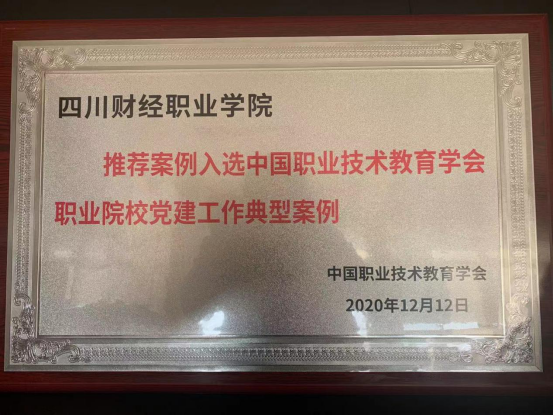 四川财经职业学院
推荐案例入选中国职业技术教育学会
职业院校党建工作典型案例
中国职业技术教育学会
2020年12月12日